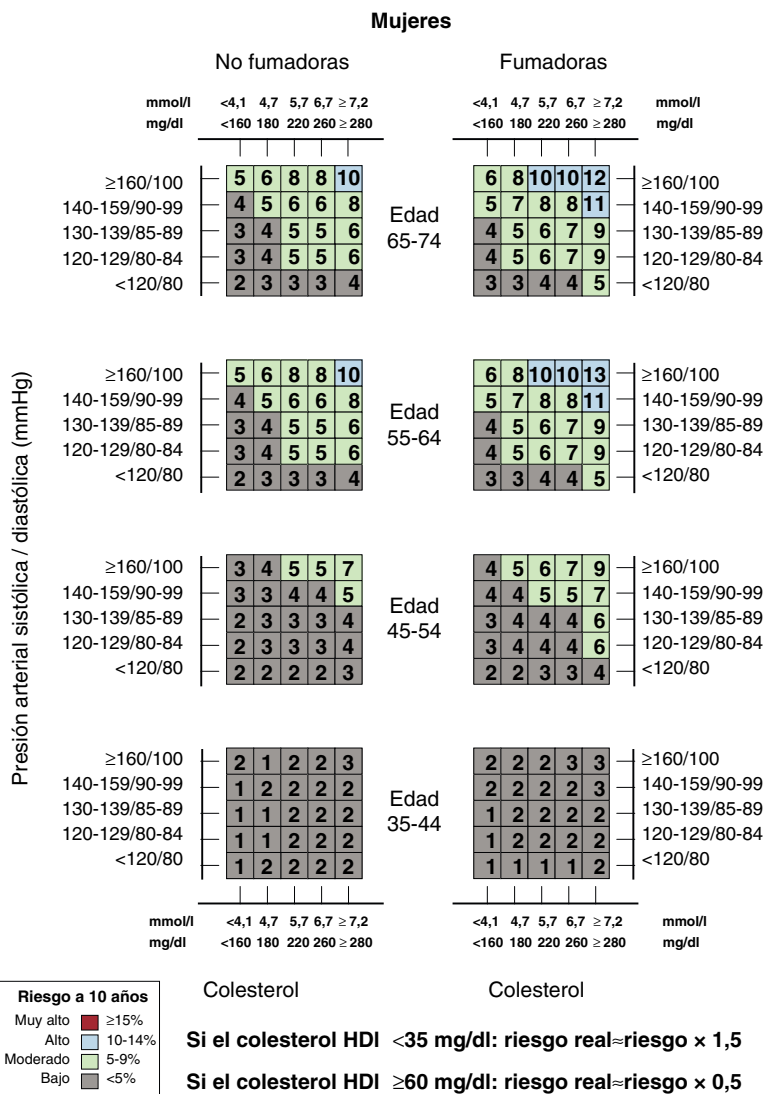 Mujeres
No fumadoras Fumadoras
mmol/l <4,1 4,7 5,7 6,7 ≥7,2 <4,1 4,7 5,7 6,7 ≥7,2 mmol/l
mg/dl <160 180 220 260 ≥280 <160 180 220 260 ≥280 mg/dl
Presión arterial sistólica / diastólica (mmHg)
≥160/100 5 6 8 8 10 6 8 10 10 12 ≥160/100
140-159/90-99 4 5 6 6 8 5 7 8 8 11 140-159/90-99
Edad
65-74
130-139/85-89 3 4 5 5 6 4 5 6 7 9 130-139/85-89
120-129/80-84 3 4 5 5 6 4 5 6 7 9 120-129/80-84
<120/80 2 3 3 3 4 3 3 4 4 5 <120/80
≥160/100 5 6 8 8 10 6 8 10 10 13 ≥160/100
140-159/90-99 4 5 6 6 8 5 7 8 8 11 140-159/90-99
Edad
55-64
130-139/85-89 3 4 5 5 6 4 5 6 7 9 130-139/85-89
120-129/80-84 3 4 5 5 6 4 5 6 7 9 120-129/80-84
<120/80 2 3 3 3 4 3 3 4 4 5 <120/80
≥160/100 3 4 5 5 7 4 5 6 7 9 ≥160/100
140-159/90-99 3 3 4 4 5 4 4 5 5 7 140-159/90-99
Edad
45-54
130-139/85-89 2 3 3 3 4 3 4 4 4 6 130-139/85-89
120-129/80-84 2 3 3 3 4 3 4 4 4 6 120-129/80-84
<120/80 2 2 2 2 3 2 2 3 3 4 <120/80
≥160/100 2 1 2 2 3 2 2 2 3 3 ≥160/100
140-159/90-99 1 2 2 2 2 2 2 2 2 3 140-159/90-99
Edad
35-44
130-139/85-89 1 2 2 2 2 1 2 2 2 2 130-139/85-89
120-129/80-84 1 2 2 2 2 1 2 2 2 2 120-129/80-84
<120/80 1 2 2 2 2 1 1 1 1 2 <120/80
mmol/l <4,1 4,7 5,7 6,7 ≥7,2 <4,1 4,7 5,7 6,7 ≥7,2 mmol/l
mg/dl <160 180 220 260 ≥280 <160 180 220 260 ≥280 mg/dl
Colesterol Colesterol
Riesgo a 10 años
Muy alto ≥15%
Alto 10-14%
Moderado 5-9%
Bajo <5%
Si el colesterol HDI <35 mg/dl: riesgo real≈riesgo × 1,5
Si el colesterol HDI ≥60 mg/dl: riesgo real≈riesgo × 0,5